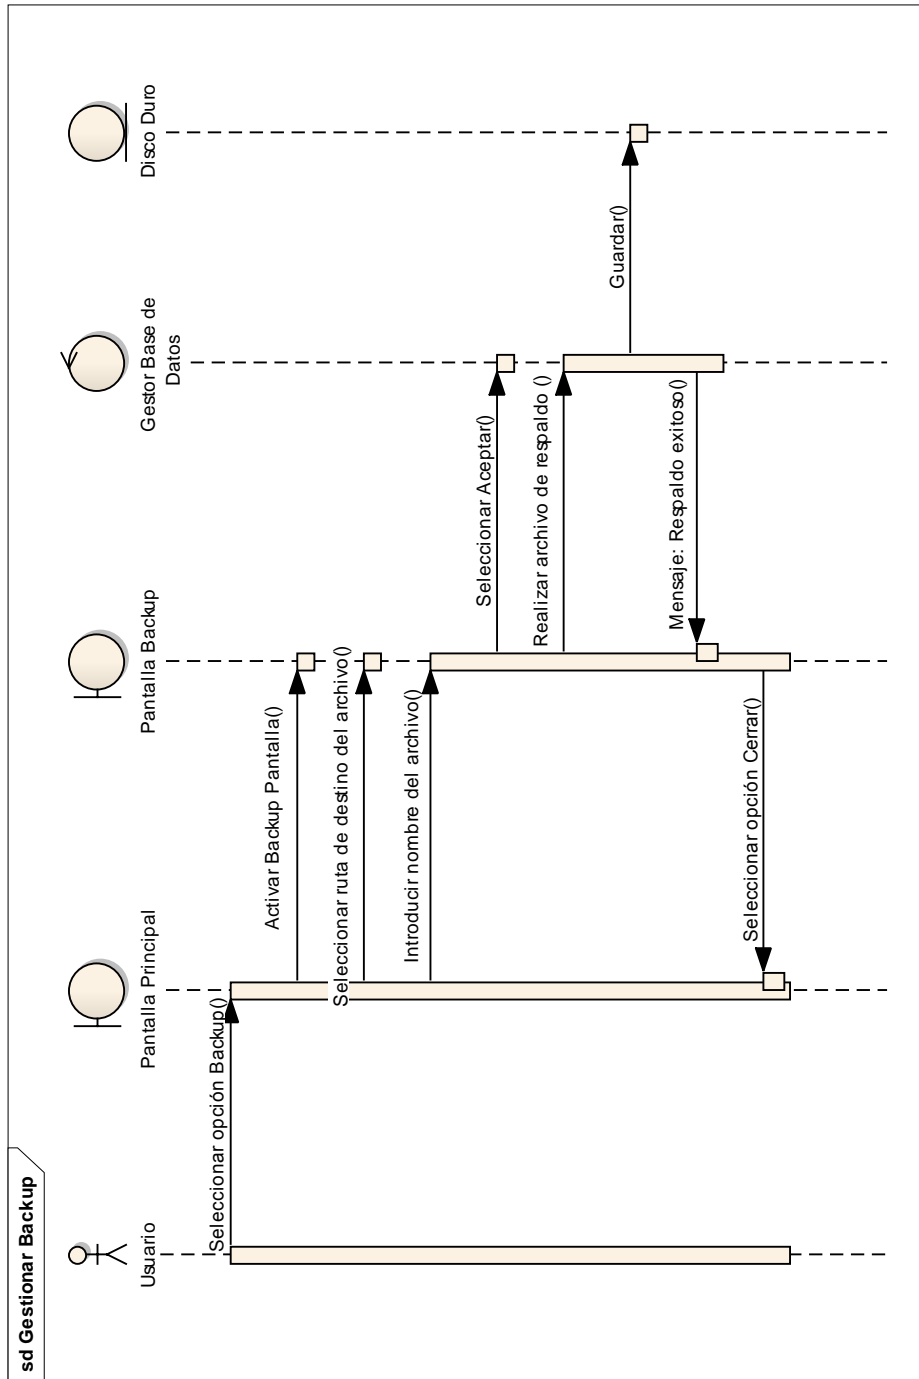 sd Gestionar Backup
Usuario
Pantalla Principal
Pantalla Backup
Gestor Base de
Datos
Disco Duro
Seleccionar opción Backup()
Activar Backup Pantalla()
Seleccionar ruta de destino del archivo()
Introducir nombre del archivo()
Seleccionar Aceptar()
Realizar archivo de respaldo ()
Guardar()
Mensaje: Respaldo exitoso()
Seleccionar opción Cerrar()